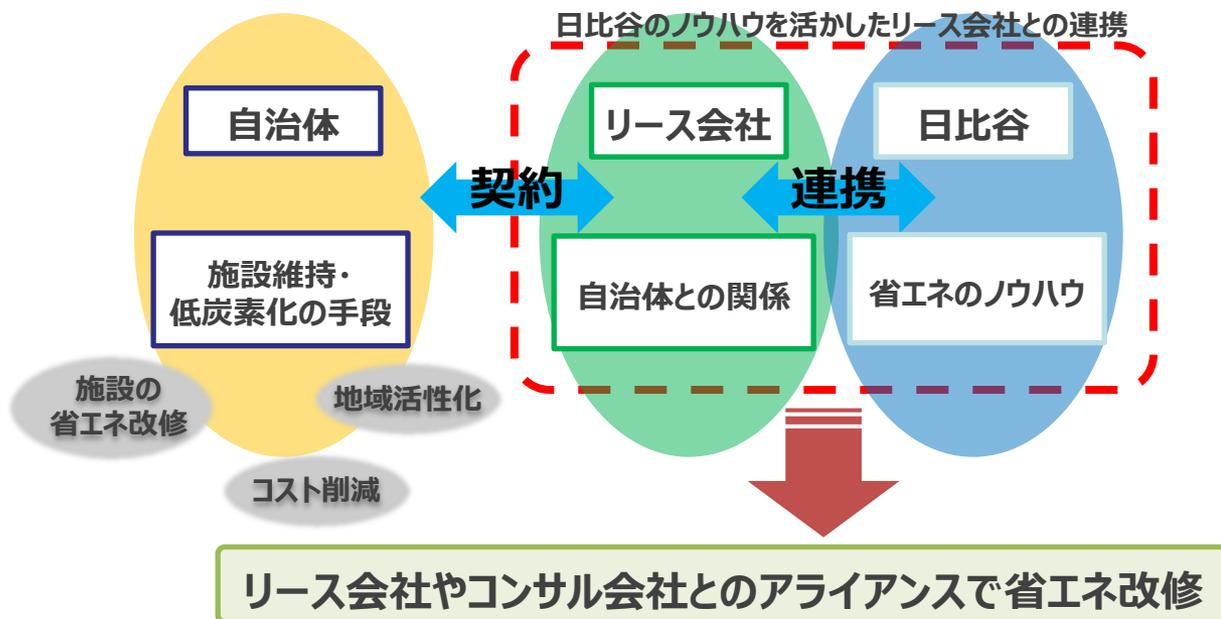 日比谷のノウハウを活かしたリース会社との連携
自治体
リース会社
日比谷
契約
連携
施設維持・
低炭素化の手段
自治体との関係
省エネのノウハウ
施設の
省エネ改修
地域活性化
コスト削減
リース会社やコンサル会社とのアライアンスで省エネ改修